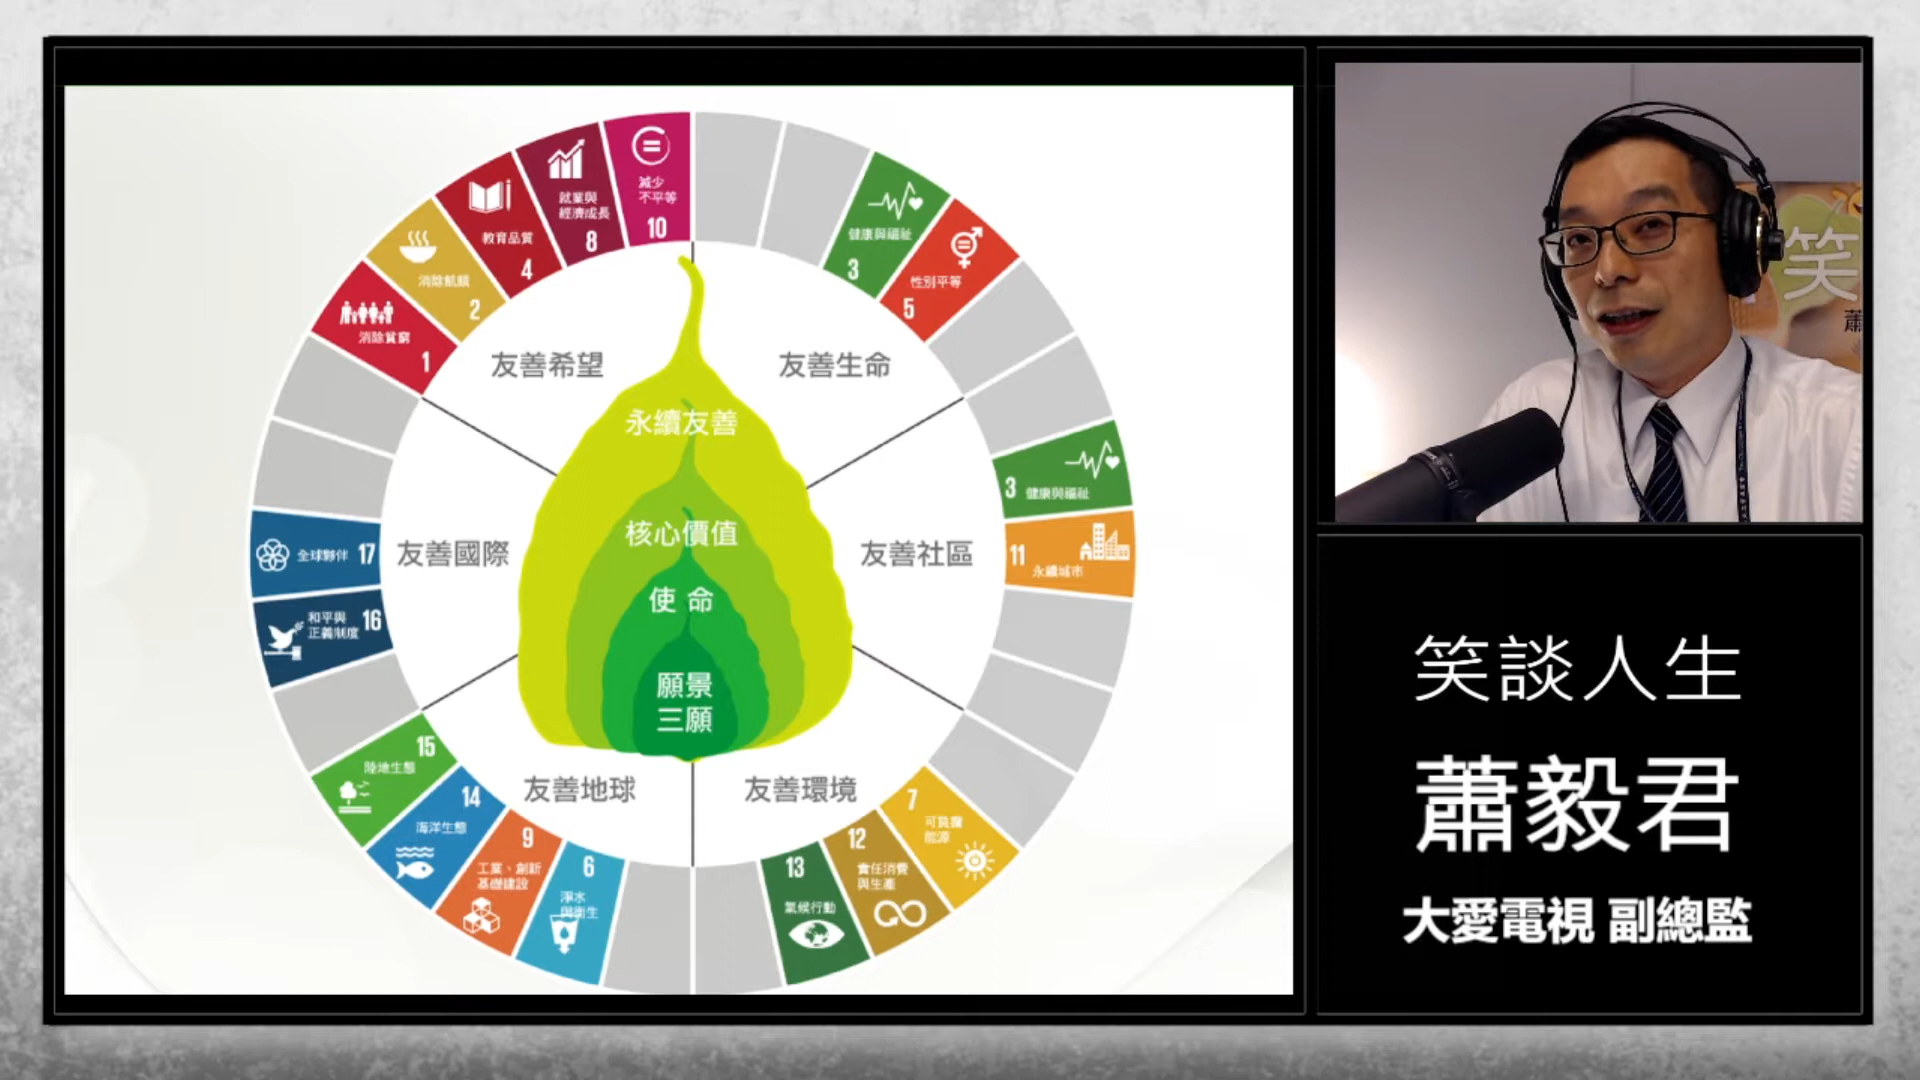 減少
不平等
10
就業與
經濟成長
8
教育品質
4
消除飢餓
2
消除貧窮
1
健康與福祉
3
性別平等
5
友善希望
友善生命
永續友善
3 健康與福祉
核心價值
全球夥伴 17
友善國際
友善社區
11
永續城市
使 命
和平與
正義制度
16
願景
三願
15
陸地生態
14
海洋生態
友善地球
友善環境
7
可負擔
能源
9
工業、創新
基礎建設
6
淨水
與衛生
12
責任消費
與生產
13
氣候行動
笑
蕭
笑談人生
蕭毅君
大愛電視 副總監